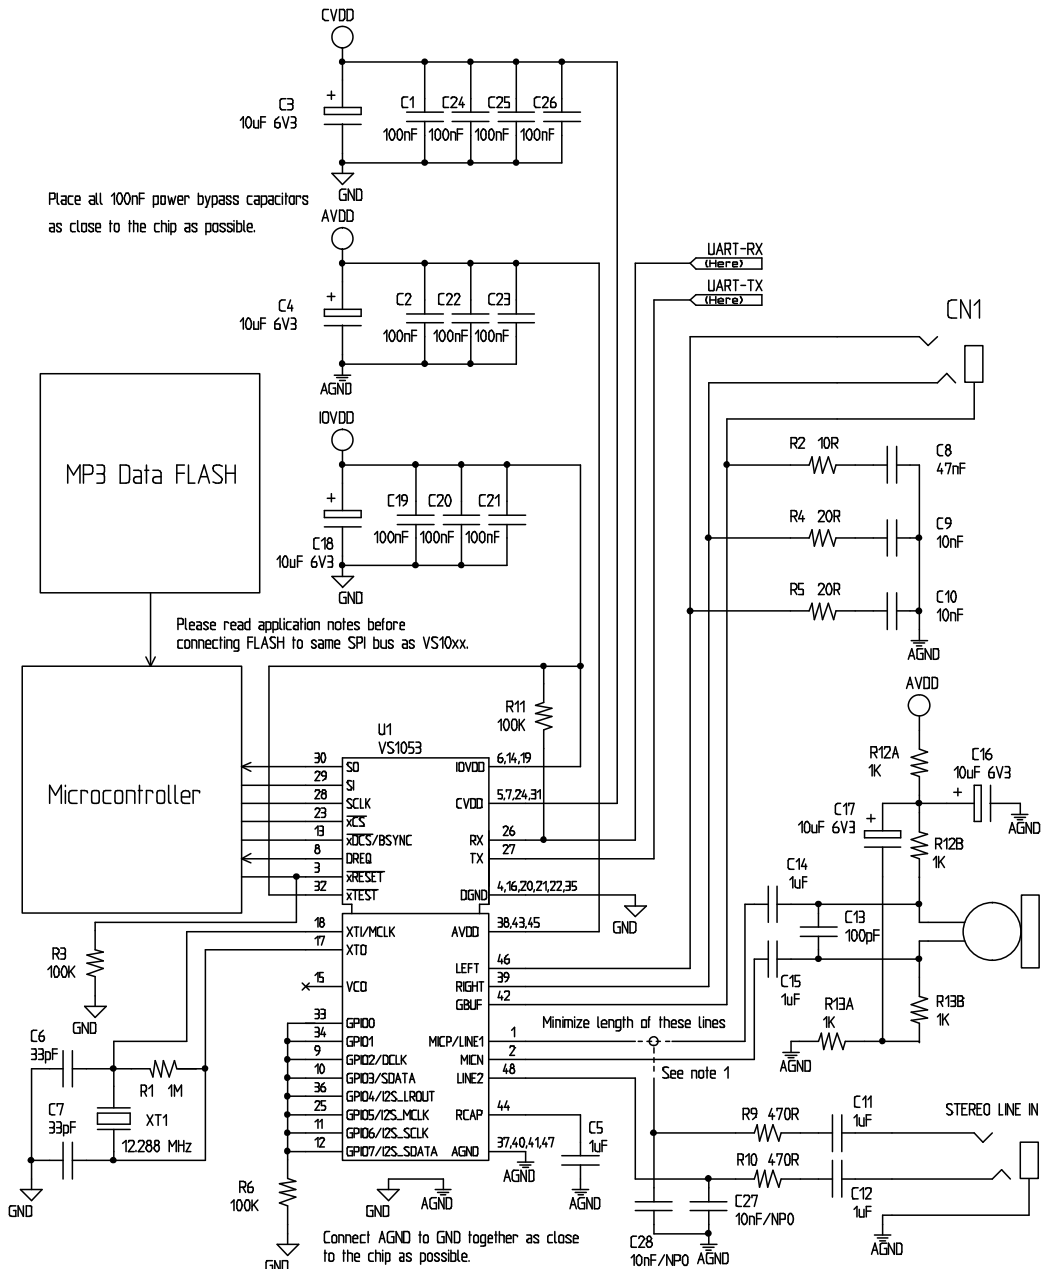 CVDD
C3
10uF 6V3
+
C1 C24 C25 C26
100nF 100nF 100nF 100nF
GND
Place all 100nF power bypass capacitors
as close to the chip as possible.
AVDD
C4
10uF 6V3
+
C2 C22 C23
100nF 100nF 100nF
AGND
UART-RX
(Here)
UART-TX
(Here)
CN1
IOVDD
MP3 Data FLASH
+
C18
10uF 6V3
C19 C20 C21
100nF 100nF 100nF
GND
R2 10R
C8
47nF
R4 20R
C9
10nF
R5 20R
C10
10nF
AGND
Please read application notes before
connecting FLASH to same SPI bus as VS10xx.
Microcontroller
R11
100K
U1
VS1053
30 SO
29 SI
28 SCLK
23 xCS
13 xDCS/BSYNC
8 DREQ
3 xRESET
32 xTEST
18 XTI/MCLK
17 XTO
15 VCO
33 GPIO0
34 GPIO1
9 GPIO2/DCLK
10 GPIO3/SDATA
36 GPIO4/I2S_LROUT
25 GPIO5/I2S_MCLK
11 GPIO6/I2S_SCLK
12 GPIO7/I2S_SDATA
IOVDD 6,14,19
CVDD 5,7,24,31
RX 26
TX 27
DGND 4,16,20,21,22,35
GND
AVDD 38,43,45
LEFT 46
RIGHT 39
GBUF 42
MICP/LINE1 1
MICN 2
LINE2 48
RCAP 44
AGND 37,40,41,47
AGND
C5
1uF
AGND
Minimize length of these lines
See note 1
AVDD
R12A
1K
C16
10uF 6V3
+
AGND
C17
10uF 6V3
+
R12B
1K
C14
1uF
C13
100pF
C15
1uF
R13A
1K
R13B
1K
AGND
R3
100K
GND
C6
33pF
R1 1M
C7
33pF
XT1
12.288 MHz
GND
R6
100K
GND
GND
AGND
Connect AGND to GND together as close
to the chip as possible.
R9 470R
C11
1uF
STEREO LINE IN
R10 470R
C12
1uF
C27
10nF/NPO
C28
10nF/NPO
AGND
AGND